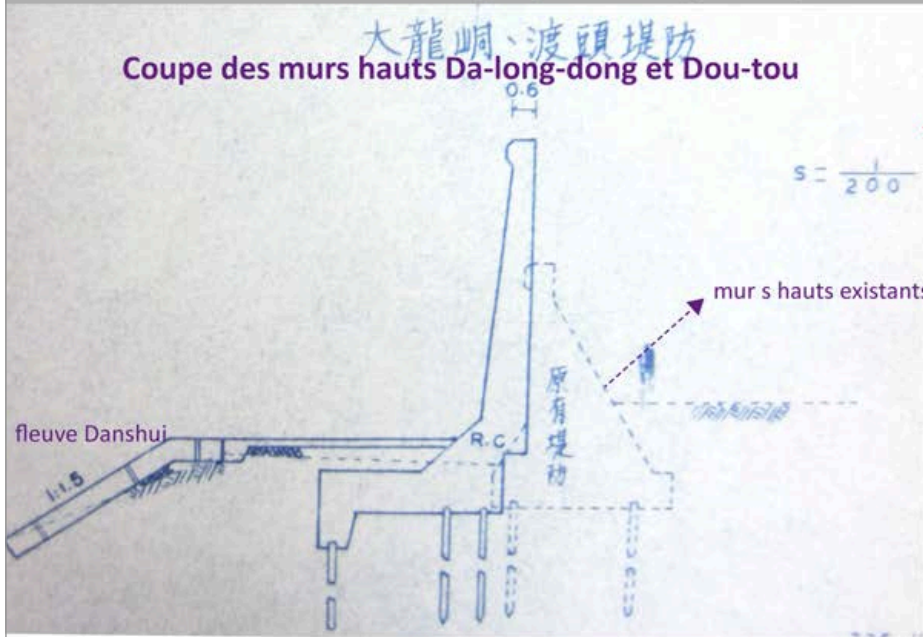 大龍峒、渡頭堤防
Coupe des murs hauts Da-long-dong et Dou-tou
0.6
S = 1/200
mur s hauts existants
原有堤防
R.C
fleuve Danshui
1:1.5